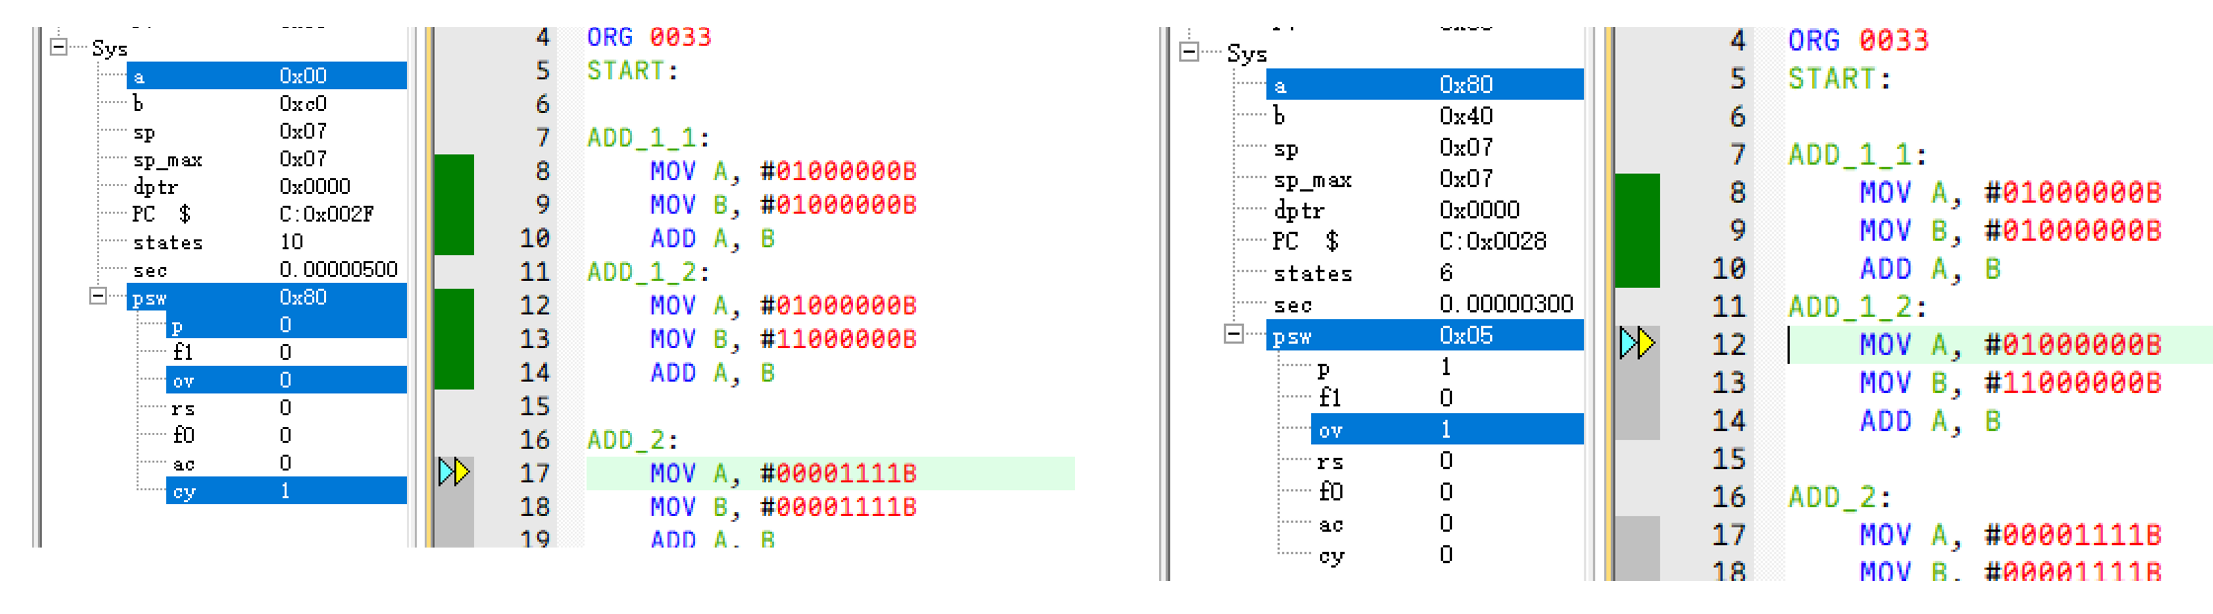 Sys
a 0x00
b 0xc0
sp 0x07
sp_max 0x07
dptr 0x0000
PC $ C:0x002F
states 10
sec 0.00000500
psw 0x80
p 0
f1 0
ov 0
rs 0
f0 0
ac 0
cy 1
4 ORG 0033
5 START:
6
7 ADD_1_1:
8 MOV A, #01000000B
9 MOV B, #01000000B
10 ADD A, B
11 ADD_1_2:
12 MOV A, #01000000B
13 MOV B, #11000000B
14 ADD A, B
15
16 ADD_2:
17 MOV A, #00001111B
18 MOV B, #00001111B
19 ADD A, B
Sys
a 0x80
b 0x40
sp 0x07
sp_max 0x07
dptr 0x0000
PC $ C:0x0028
states 6
sec 0.00000300
psw 0x05
p 1
f1 0
ov 1
rs 0
f0 0
ac 0
cy 0
4 ORG 0033
5 START:
6
7 ADD_1_1:
8 MOV A, #01000000B
9 MOV B, #01000000B
10 ADD A, B
11 ADD_1_2:
12 MOV A, #01000000B
13 MOV B, #11000000B
14 ADD A, B
15
16 ADD_2:
17 MOV A, #00001111B
18 MOV B, #00001111B